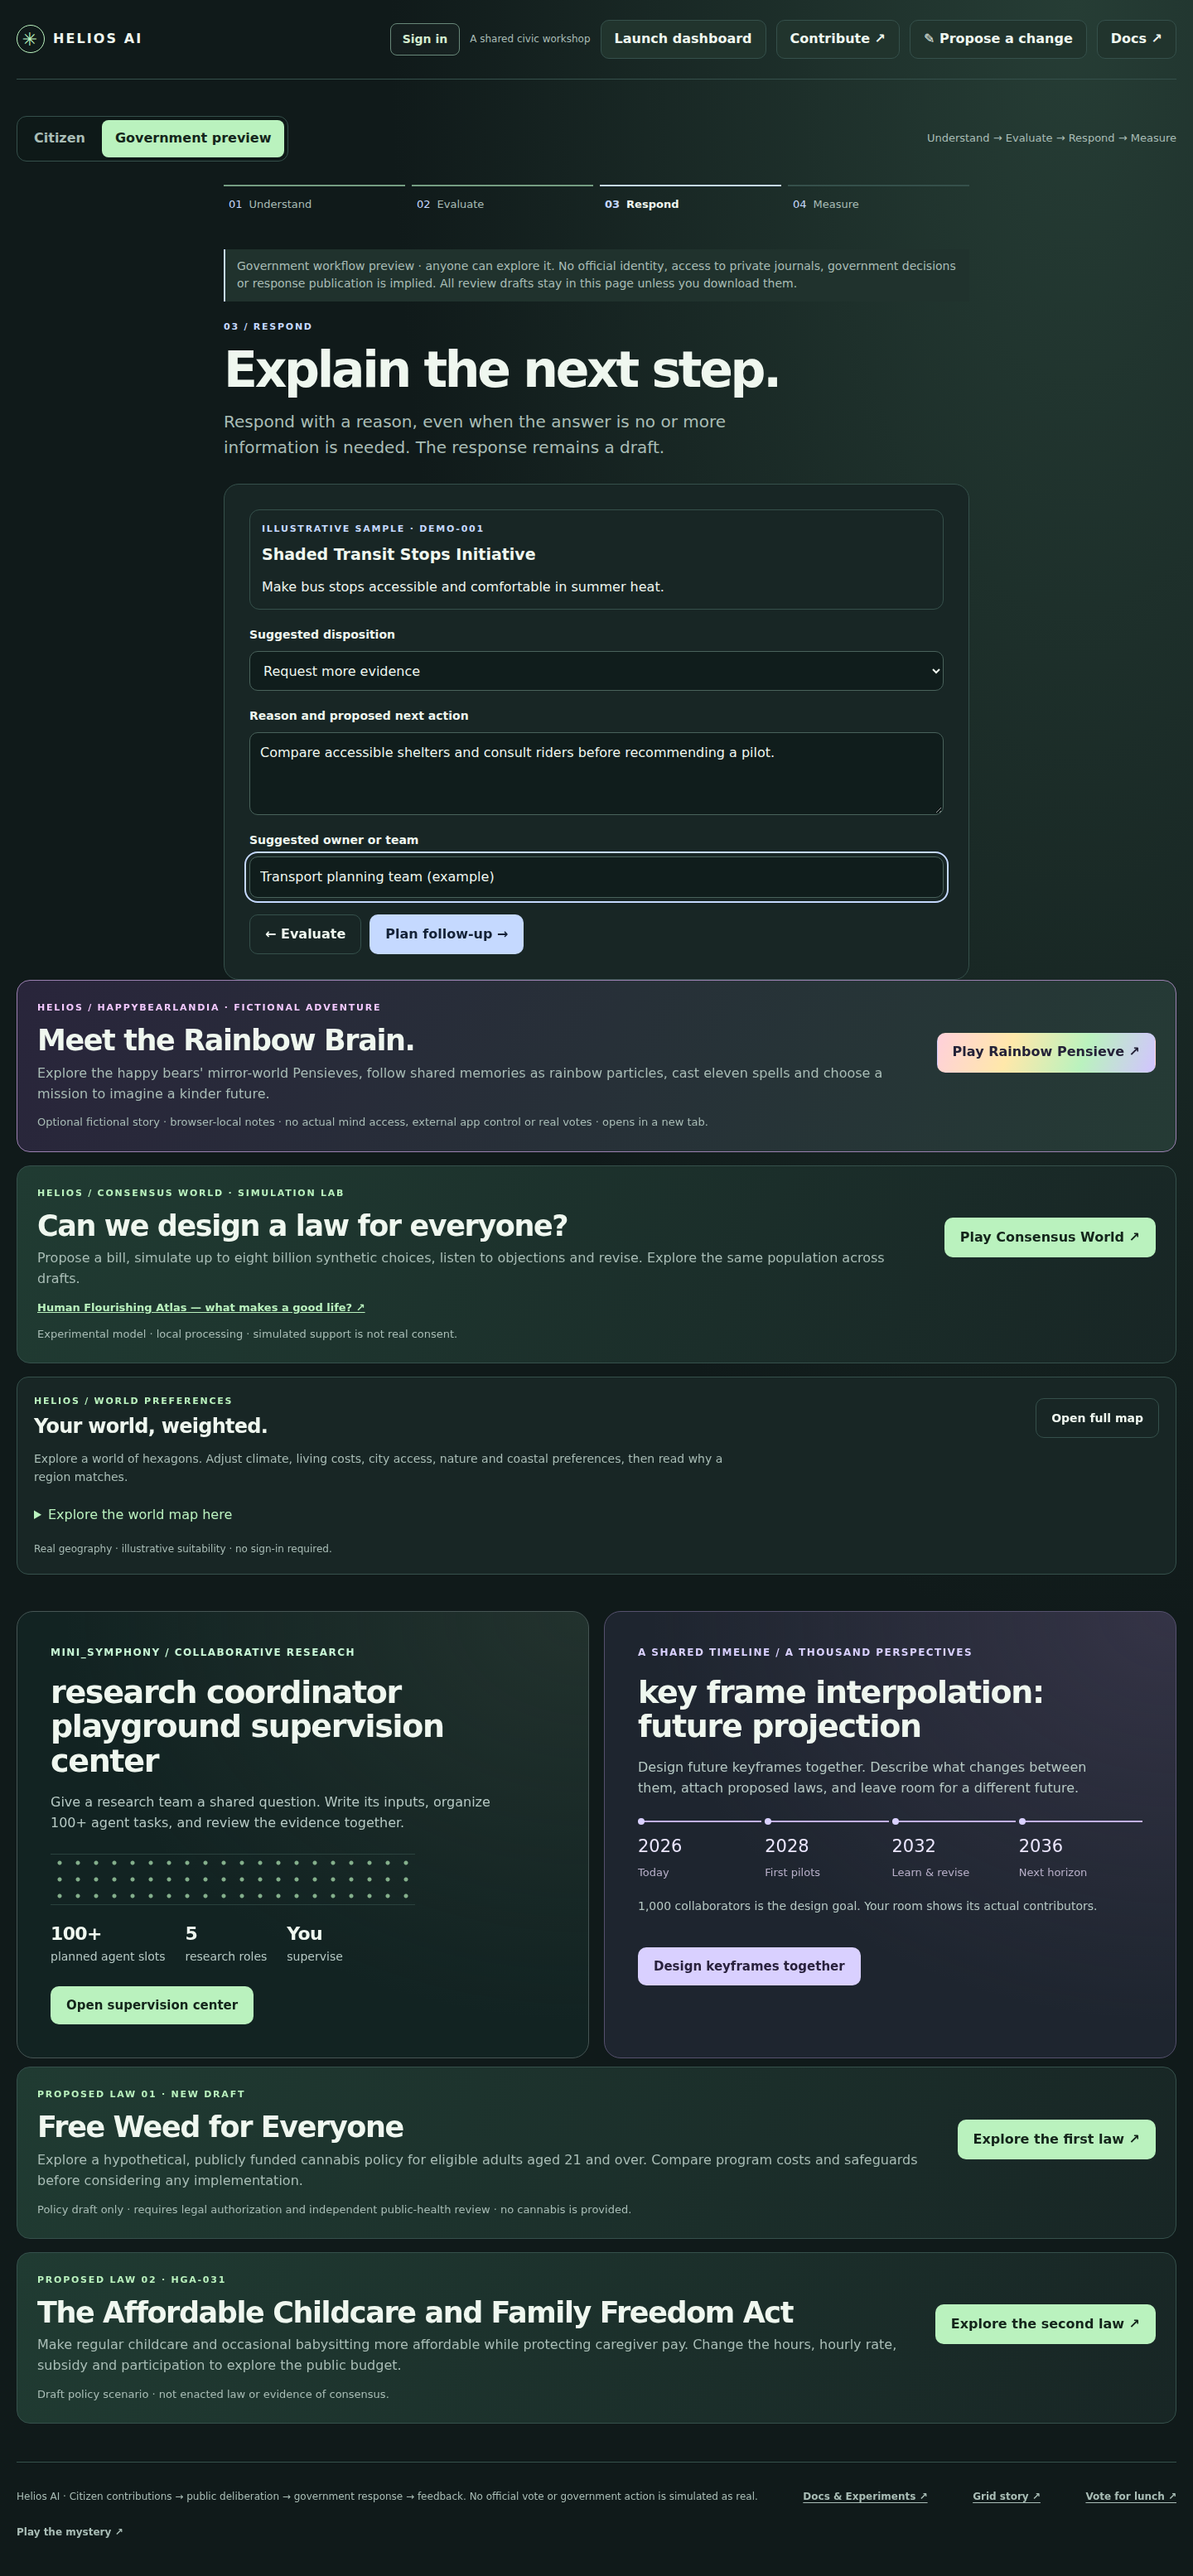 HELIOS AI
Sign in
A shared civic workshop
Launch dashboard
Contribute ↗
✎ Propose a change
Docs ↗
Citizen
Government preview
Understand → Evaluate → Respond → Measure
01 Understand
02 Evaluate
03 Respond
04 Measure
Government workflow preview · anyone can explore it. No official identity, access to private journals, government decisions
or response publication is implied. All review drafts stay in this page unless you download them.
03 / RESPOND
Explain the next step.
Respond with a reason, even when the answer is no or more
information is needed. The response remains a draft.
ILLUSTRATIVE SAMPLE · DEMO-001
Shaded Transit Stops Initiative
Make bus stops accessible and comfortable in summer heat.
Suggested disposition
Request more evidence
Reason and proposed next action
Compare accessible shelters and consult riders before recommending a pilot.
Suggested owner or team
Transport planning team (example)
← Evaluate
Plan follow-up →
HELIOS / HAPPYBEARLANDIA · FICTIONAL ADVENTURE
Meet the Rainbow Brain.
Explore the happy bears' mirror-world Pensieves, follow shared memories as rainbow particles, cast eleven spells and choose a
mission to imagine a kinder future.
Optional fictional story · browser-local notes · no actual mind access, external app control or real votes · opens in a new tab.
Play Rainbow Pensieve ↗
HELIOS / CONSENSUS WORLD · SIMULATION LAB
Can we design a law for everyone?
Propose a bill, simulate up to eight billion synthetic choices, listen to objections and revise. Explore the same population across
drafts.
Human Flourishing Atlas — what makes a good life? ↗
Experimental model · local processing · simulated support is not real consent.
Play Consensus World ↗
HELIOS / WORLD PREFERENCES
Your world, weighted.
Explore a world of hexagons. Adjust climate, living costs, city access, nature and coastal preferences, then read why a
region matches.
▶ Explore the world map here
Real geography · illustrative suitability · no sign-in required.
Open full map
MINI_SYMPHONY / COLLABORATIVE RESEARCH
research coordinator
playground supervision
center
Give a research team a shared question. Write its inputs, organize
100+ agent tasks, and review the evidence together.
100+
planned agent slots
5
research roles
You
supervise
Open supervision center
A SHARED TIMELINE / A THOUSAND PERSPECTIVES
key frame interpolation:
future projection
Design future keyframes together. Describe what changes between
them, attach proposed laws, and leave room for a different future.
2026
Today
2028
First pilots
2032
Learn & revise
2036
Next horizon
1,000 collaborators is the design goal. Your room shows its actual contributors.
Design keyframes together
PROPOSED LAW 01 · NEW DRAFT
Free Weed for Everyone
Explore a hypothetical, publicly funded cannabis policy for eligible adults aged 21 and over. Compare program costs and safeguards
before considering any implementation.
Policy draft only · requires legal authorization and independent public-health review · no cannabis is provided.
Explore the first law ↗
PROPOSED LAW 02 · HGA-031
The Affordable Childcare and Family Freedom Act
Make regular childcare and occasional babysitting more affordable while protecting caregiver pay. Change the hours, hourly rate,
subsidy and participation to explore the public budget.
Draft policy scenario · not enacted law or evidence of consensus.
Explore the second law ↗
Helios AI · Citizen contributions → public deliberation → government response → feedback. No official vote or government action is simulated as real.
Docs & Experiments ↗
Grid story ↗
Vote for lunch ↗
Play the mystery ↗